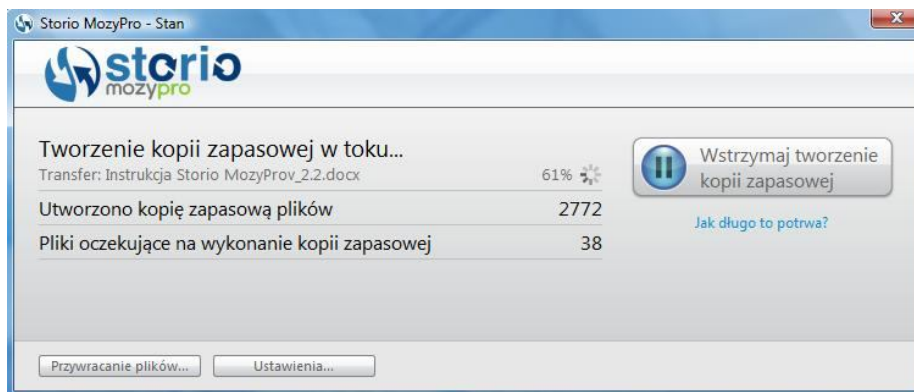 Storio MozyPro - Stan
storio
mozypro
Tworzenie kopii zapasowej w toku...
Transfer: Instrukcja Storio MozyProv_2.2.docx 61%
Utworzono kopię zapasową plików 2772
Pliki oczekujące na wykonanie kopii zapasowej 38
Wstrzymaj tworzenie
kopii zapasowej
Jak długo to potrwa?
Przywracanie plików... Ustawienia...